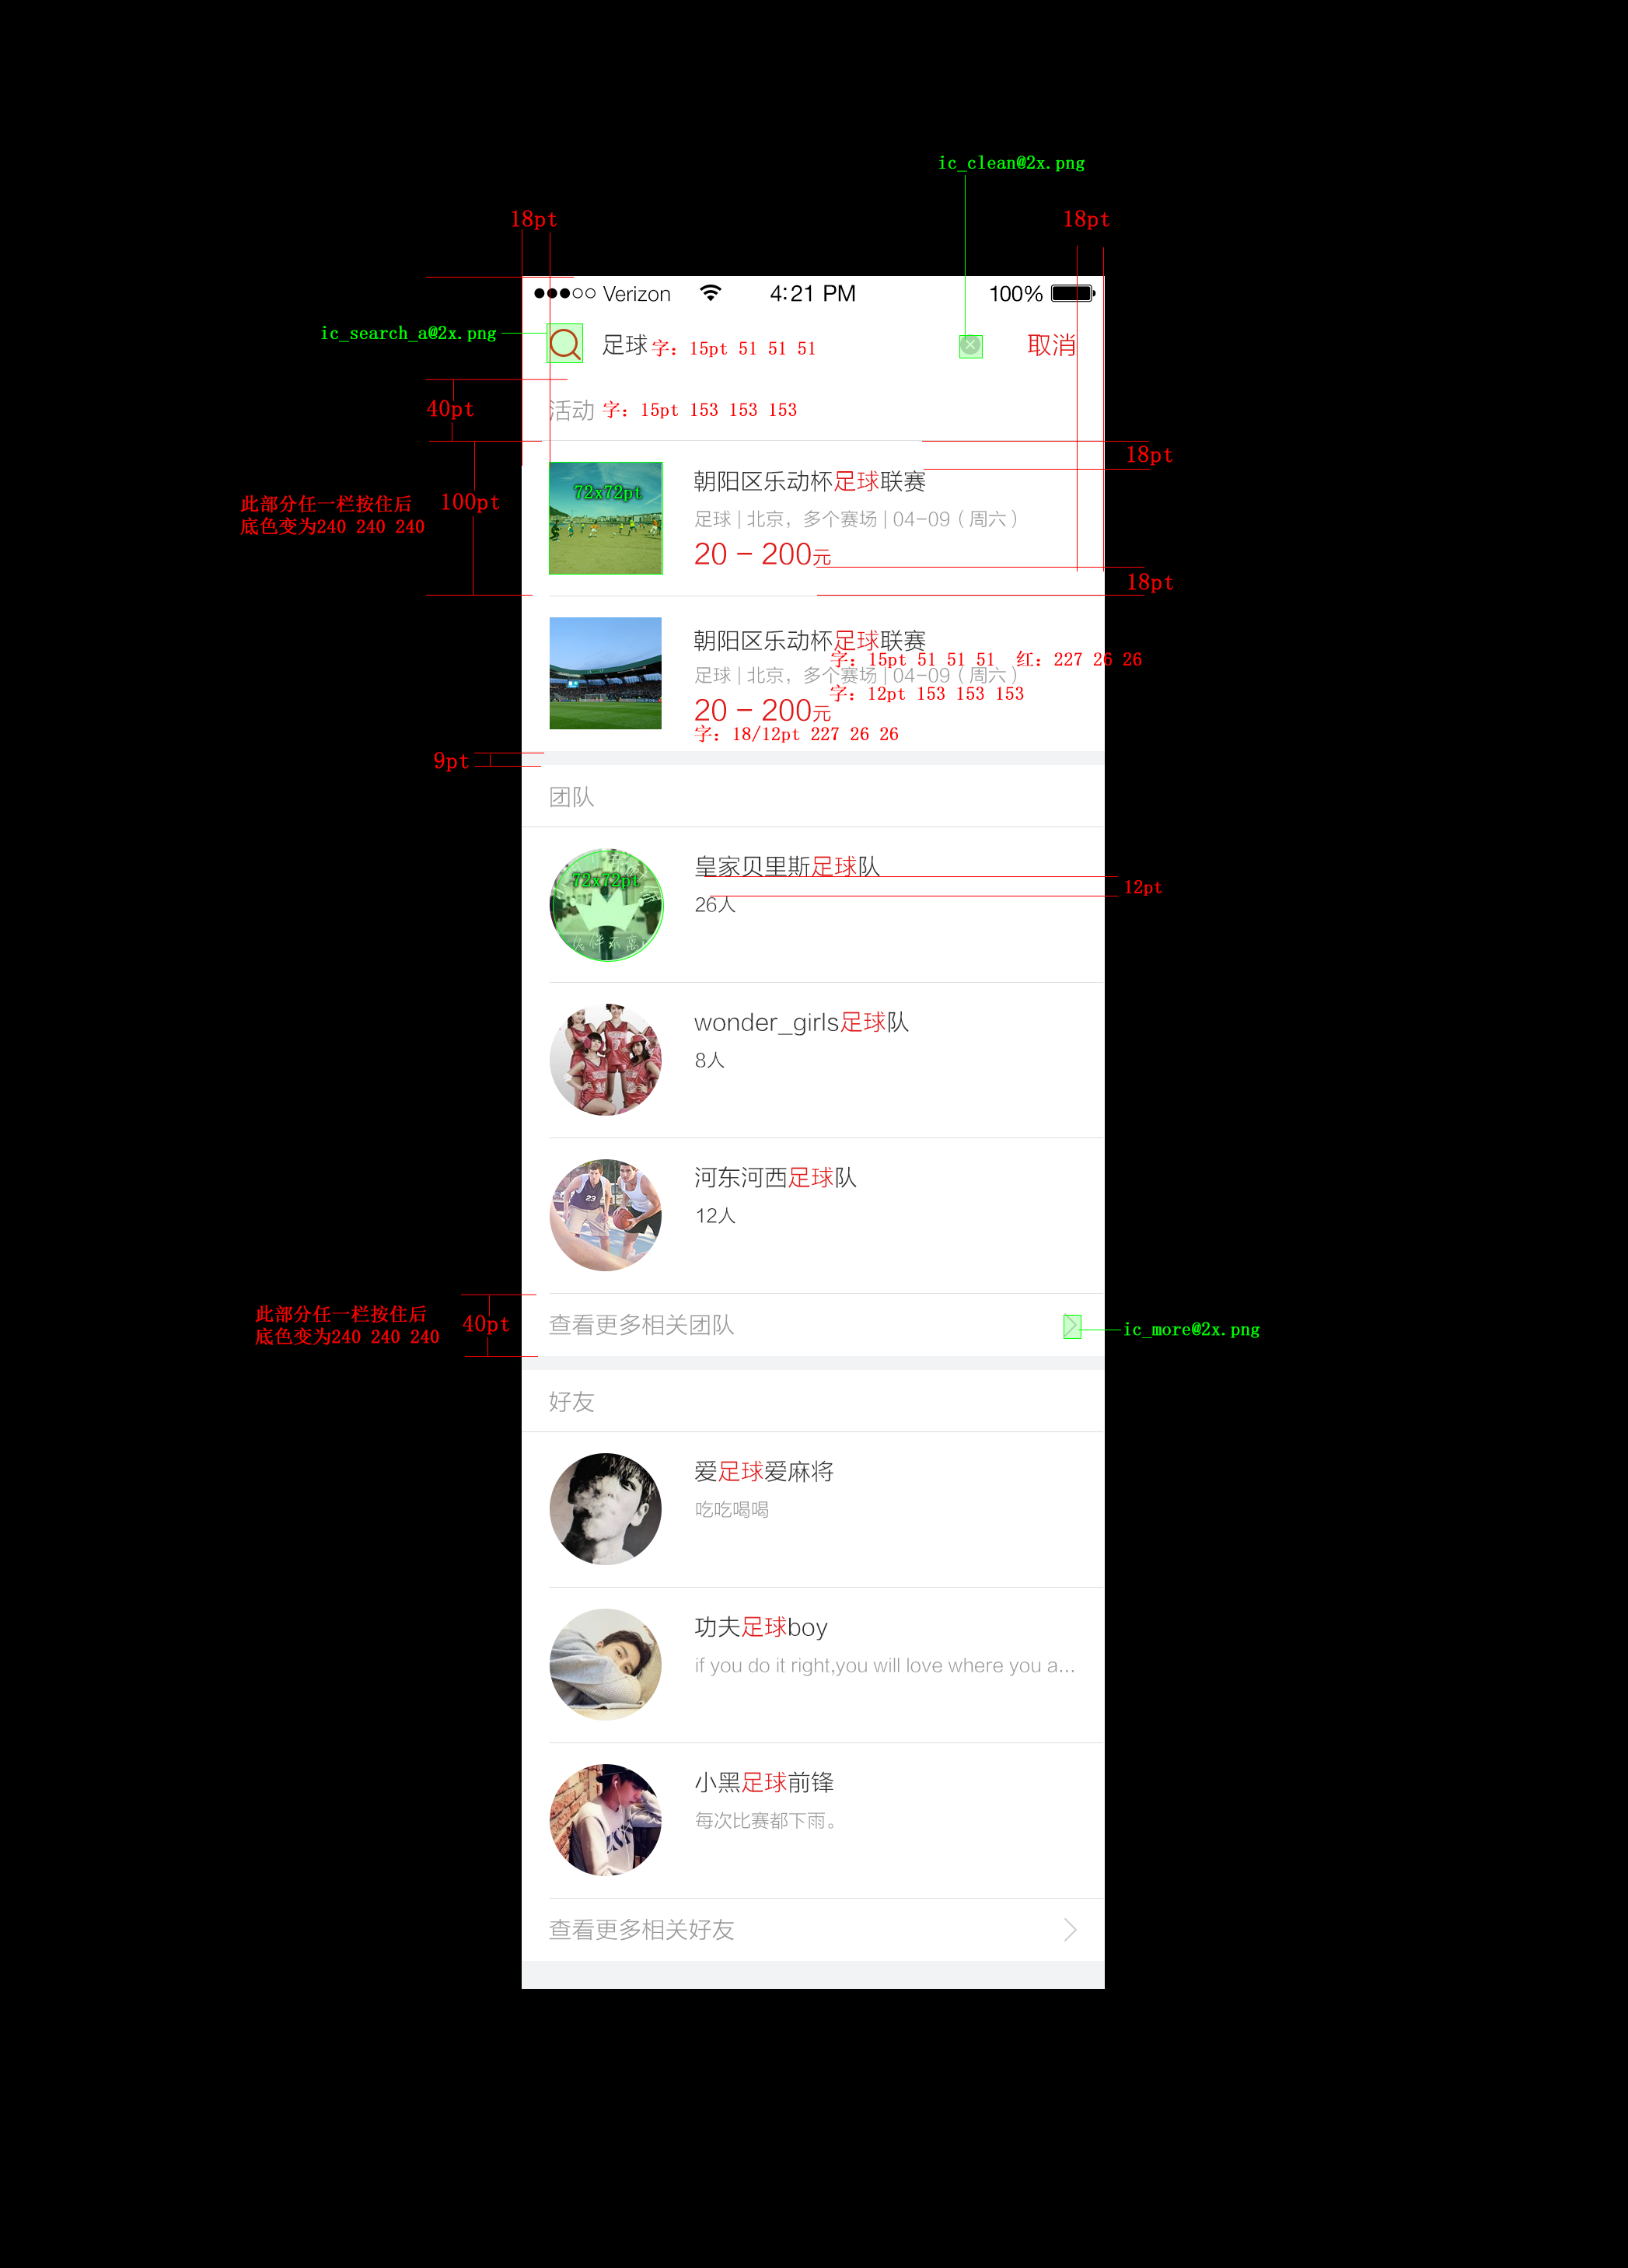 ic_clean@2x.png
18pt
18pt
Verizon
4:21 PM
100%
ic_search_a@2x.png
足球
字: 15pt 51 51 51
取消
40pt
活动
字: 15pt 153 153 153
18pt
此部分任一栏按住后
底色变为240 240 240
100pt
72x72pt
朝阳区乐动杯足球联赛
足球 | 北京，多个赛场 | 04-09（周六）
20 - 200元
18pt
朝阳区乐动杯足球联赛
字: 15pt 51 51 51 红: 227 26 26
足球 | 北京，多个赛场 | 04-09（周六）
字: 12pt 153 153 153
20 - 200元
字: 18/12pt 227 26 26
9pt
团队
72x72pt
皇家贝里斯足球队
12pt
26人
wonder_girls足球队
8人
河东河西足球队
12人
此部分任一栏按住后
底色变为240 240 240
40pt
查看更多相关团队
ic_more@2x.png
好友
爱足球爱麻将
吃吃喝喝
功夫足球boy
if you do it right,you will love where you a...
小黑足球前锋
每次比赛都下雨。
查看更多相关好友